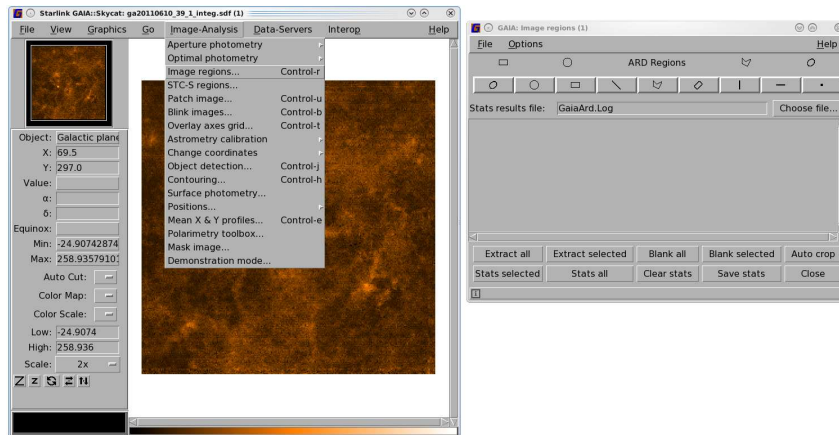 Starlink GAIA::Skycat: ga20110610_39_1_integ.sdf (1)
File View Graphics Go Image-Analysis Data-Servers Interop Help
Aperture photometry
Optimal photometry
Image regions... Control-r
STC-S regions...
Patch image... Control-u
Blink images... Control-b
Overlay axes grid... Control-t
Astrometry calibration
Change coordinates
Object detection... Control-j
Contouring... Control-h
Surface photometry...
Positions...
Mean X & Y profiles... Control-e
Polarimetry toolbox...
Mask image...
Demonstration mode...
Object: Galactic plane
X: 69.5
Y: 297.0
Value:
α:
δ:
Equinox:
Min: -24.90742874
Max: 258.93579101
Auto Cut:
Color Map:
Color Scale:
Low: -24.9074
High: 258.936
Scale: 2x
Z z
GAIA: Image regions (1)
File Options Help
ARD Regions
Stats results file: GaiaArd.Log Choose file...
Extract all Extract selected Blank all Blank selected Auto crop
Stats selected Stats all Clear stats Save stats Close